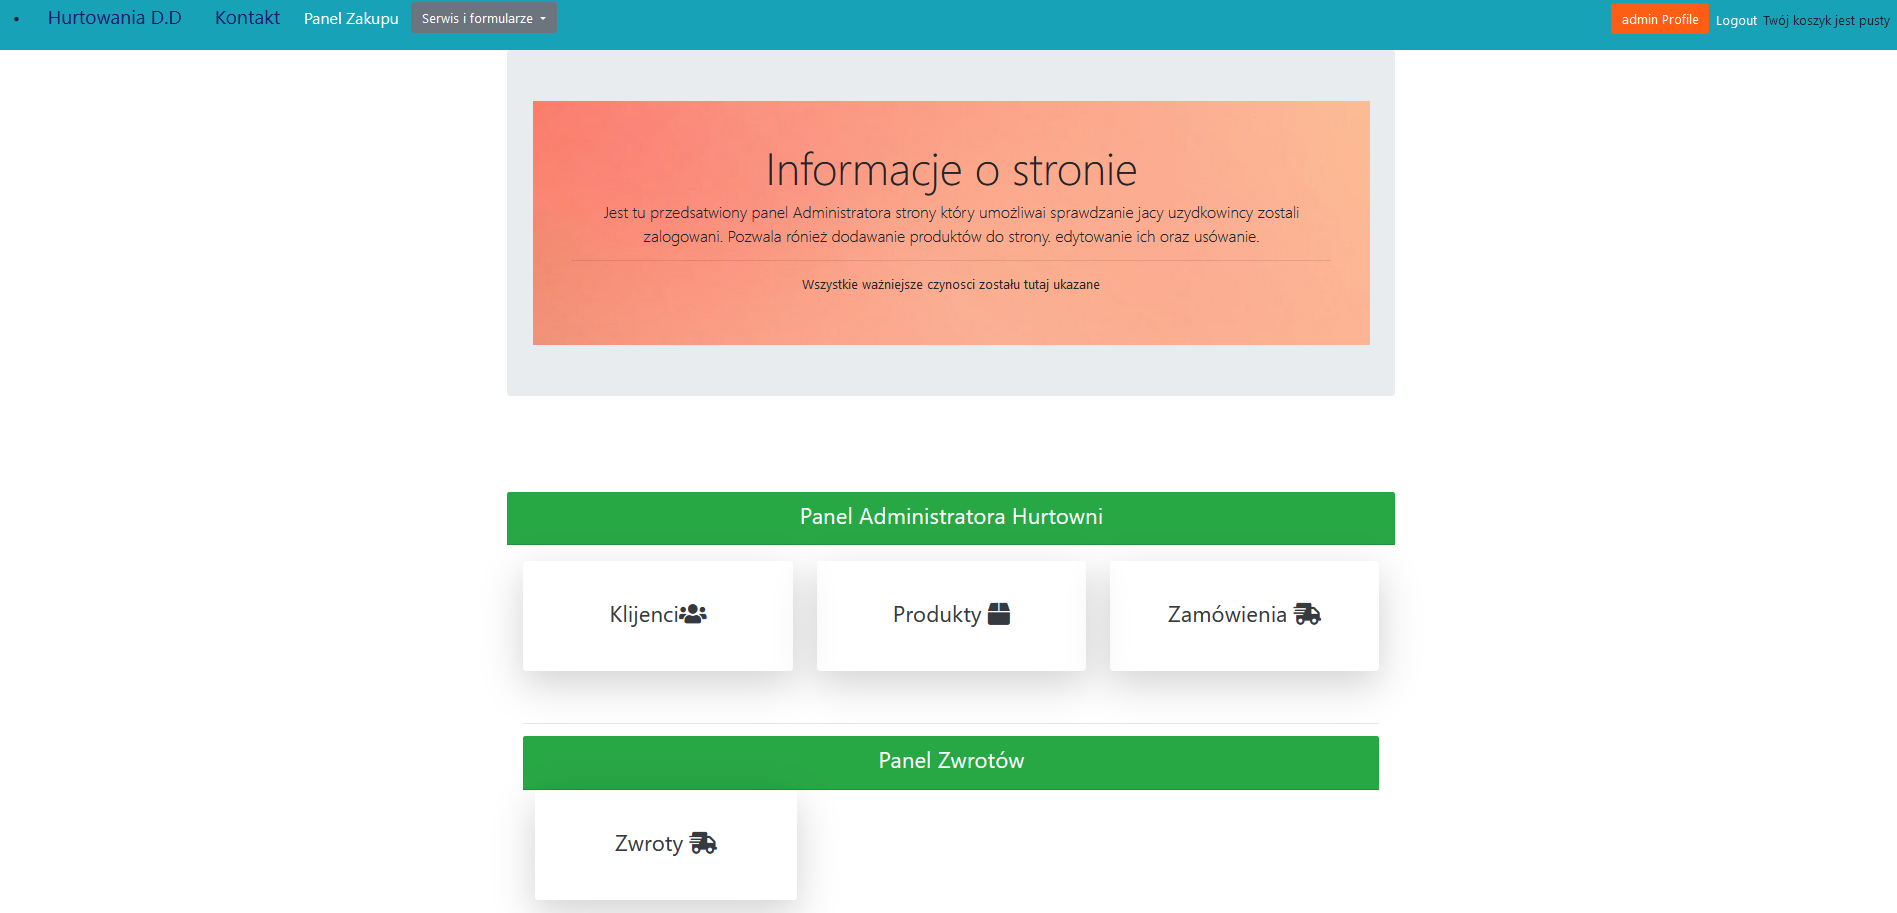 Hurtowania D.D Kontakt Panel Zakupu Serwis i formularze admin Profile Logout Twój koszyk jest pusty
Informacje o stronie
Jest tu przedsatwiony panel Administratora strony który umożliwai sprawdzanie jacy uzydkowincy zostali
zalogowani. Pozwala rónież dodawanie produktów do strony. edytowanie ich oraz usówanie.
Wszystkie ważniejsze czynosci zostału tutaj ukazane
Panel Administratora Hurtowni
Klijenci Produkty Zamówienia
Panel Zwrotów
Zwroty